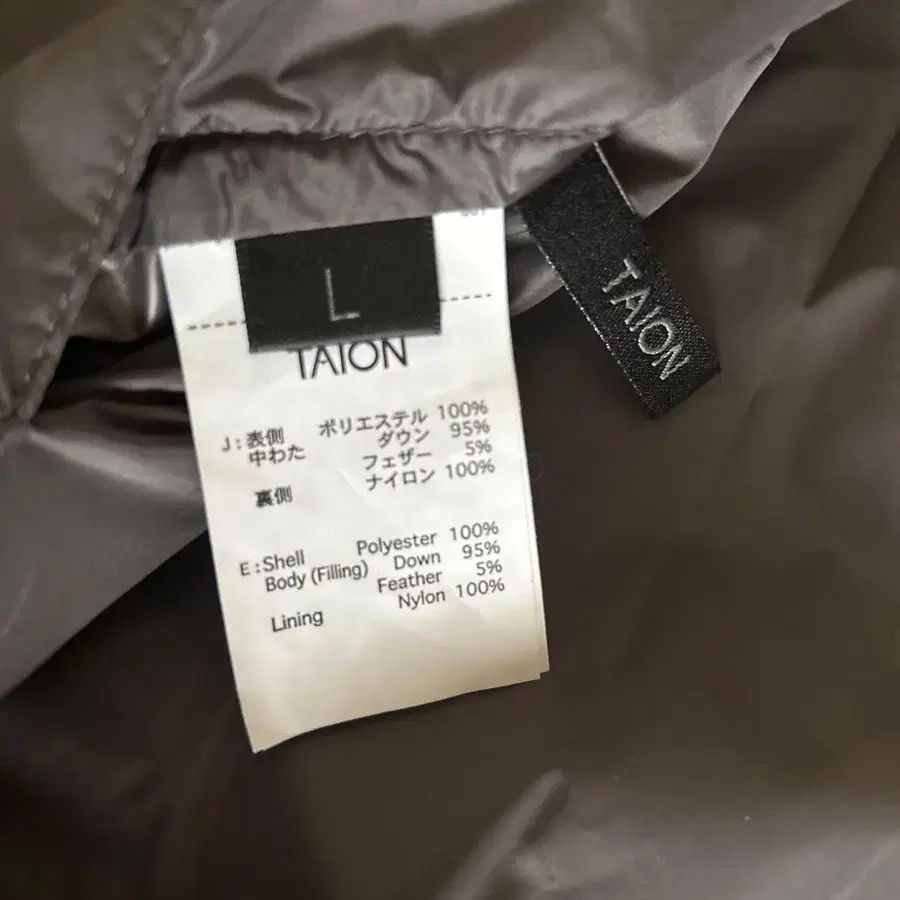 L
TAION
TAION
J:表側 ポリエステル 100%
中わた ダウン 95%
フェザー 5%
裏側 ナイロン 100%
E:Shell Polyester 100%
Body (Filling) Down 95%
Feather 5%
Lining Nylon 100%